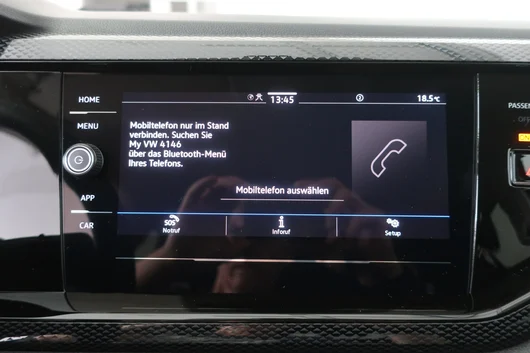 HOME
MENU
APP
CAR
13:45
18.5°C
Mobiltelefon nur im Stand
verbinden. Suchen Sie
My VW 4146
über das Bluetooth-Menü
Ihres Telefons.
Mobiltelefon auswählen
SOS
Notruf
i
Inforuf
Setup